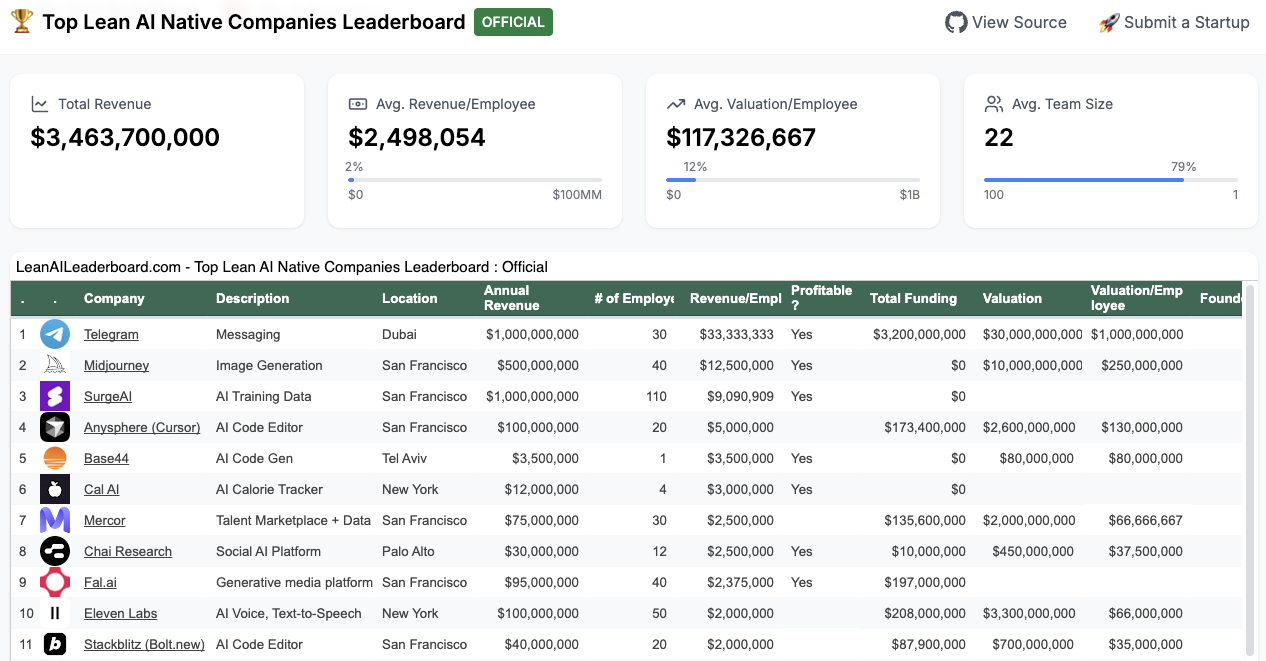 Top Lean AI Native Companies Leaderboard OFFICIAL View Source Submit a Startup
Total Revenue Avg. Revenue/Employee Avg. Valuation/Employee Avg. Team Size
$3,463,700,000 $2,498,054 $117,326,667 22
2% 12% 79%
$0 $100MM $0 $1B 100 1
LeanAILeaderboard.com - Top Lean AI Native Companies Leaderboard : Official
. . Company Description Location Annual Revenue # of Employe Revenue/Empl Profitable ? Total Funding Valuation Valuation/Emp loyee Founde
1 Telegram Messaging Dubai $1,000,000,000 30 $33,333,333 Yes $3,200,000,000 $30,000,000,000 $1,000,000,000
2 Midjourney Image Generation San Francisco $500,000,000 40 $12,500,000 Yes $0 $10,000,000,000 $250,000,000
3 SurgeAI AI Training Data San Francisco $1,000,000,000 110 $9,090,909 Yes $0
4 Anysphere (Cursor) AI Code Editor San Francisco $100,000,000 20 $5,000,000 $173,400,000 $2,600,000,000 $130,000,000
5 Base44 AI Code Gen Tel Aviv $3,500,000 1 $3,500,000 Yes $0 $80,000,000 $80,000,000
6 Cal AI AI Calorie Tracker New York $12,000,000 4 $3,000,000 Yes $0
7 Mercor Talent Marketplace + Data San Francisco $75,000,000 30 $2,500,000 $135,600,000 $2,000,000,000 $66,666,667
8 Chai Research Social AI Platform Palo Alto $30,000,000 12 $2,500,000 Yes $10,000,000 $450,000,000 $37,500,000
9 Fal.ai Generative media platform San Francisco $95,000,000 40 $2,375,000 Yes $197,000,000
10 Eleven Labs AI Voice, Text-to-Speech New York $100,000,000 50 $2,000,000 $208,000,000 $3,300,000,000 $66,000,000
11 Stackblitz (Bolt.new) AI Code Editor San Francisco $40,000,000 20 $2,000,000 $87,900,000 $700,000,000 $35,000,000